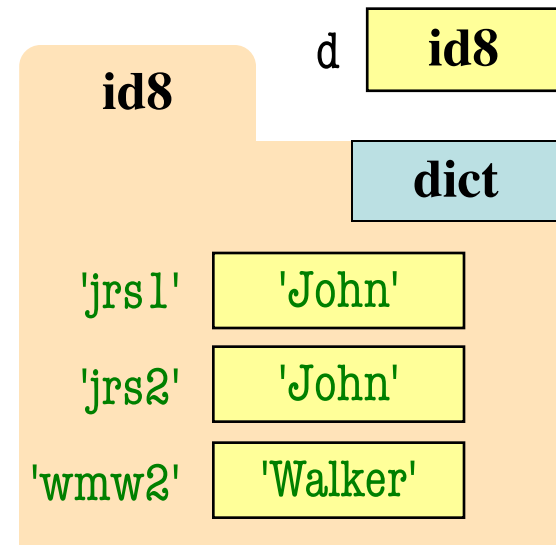 d id8
id8
dict
'jrs1' 'John'
'jrs2' 'John'
'wmw2' 'Walker'